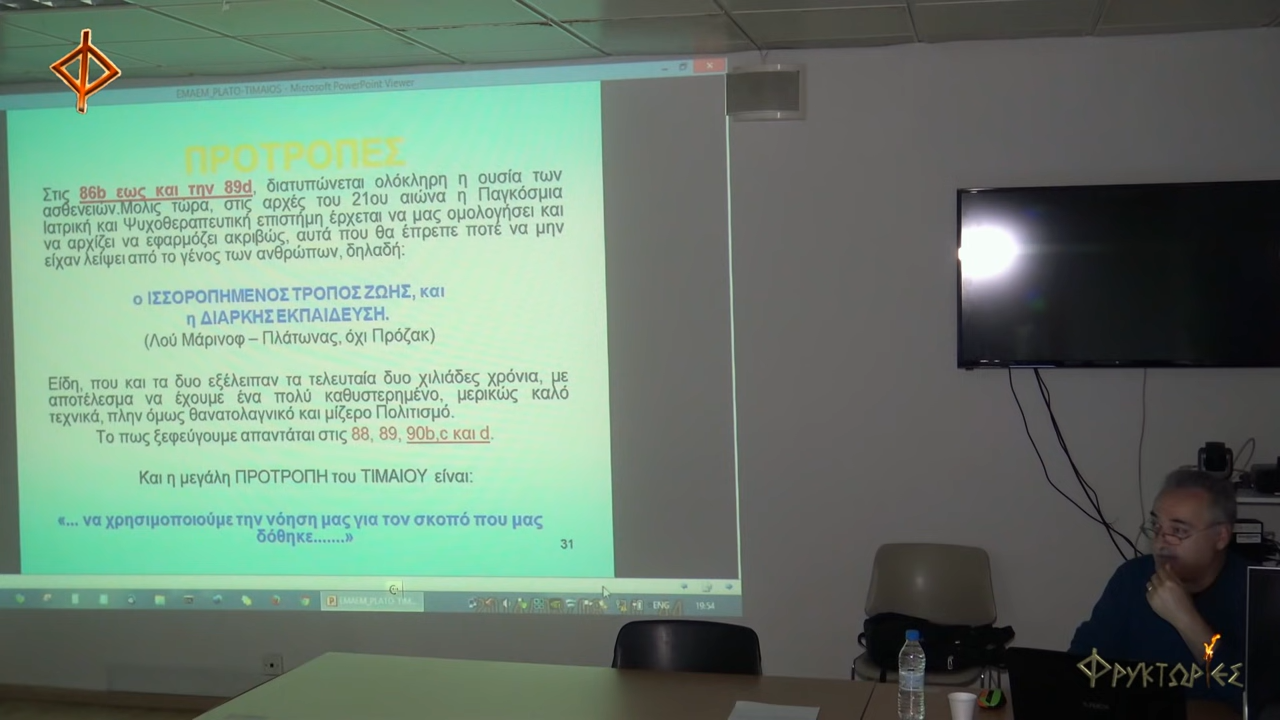 EMAEM_PLATO-TIMAIOS - Microsoft PowerPoint Viewer
ΠΡΟΤΡΟΠΕΣ
Στις 86b εως και την 89d, διατυπώνεται ολόκληρη η ουσία των
ασθενειών.Μόλις τώρα, στις αρχές του 21ου αιώνα η Παγκόσμια
Ιατρική και Ψυχοθεραπευτική επιστήμη έρχεται να μας ομολογήσει και
να αρχίζει να εφαρμόζει ακριβώς, αυτά που θα έπρεπε ποτέ να μην
είχαν λείψει από το γένος των ανθρώπων, δηλαδή:
ο ΙΣΣΟΡΟΠΗΜΕΝΟΣ ΤΡΟΠΟΣ ΖΩΗΣ, και
η ΔΙΑΡΚΗΣ ΕΚΠΑΙΔΕΥΣΗ.
(Λού Μάρινοφ – Πλάτωνας, όχι Πρόζακ)
Είδη, που και τα δυο εξέλειπαν τα τελευταία δυο χιλιάδες χρόνια, με
αποτέλεσμα να έχουμε ένα πολύ καθυστερημένο, μερικώς καλό
τεχνικά, πλην όμως θανατολαγνικό και μίζερο Πολιτισμό.
Το πως ξεφεύγουμε απαντάται στις 88, 89, 90b,c και d.
Και η μεγάλη ΠΡΟΤΡΟΠΗ του ΤΙΜΑΙΟΥ είναι:
«... να χρησιμοποιούμε την νόηση μας για τον σκοπό που μας
δόθηκε.......»
31
EMAEM_PLATO-TIM...
ENG
19:54
ΦΡΥΚΤΩΡΙΕΣ